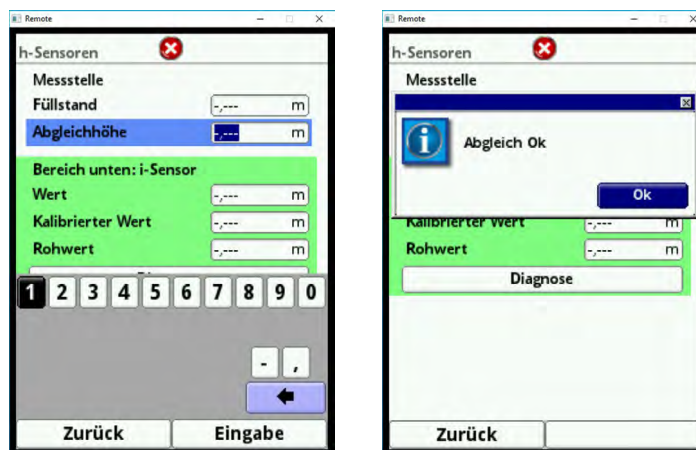 Remote
h-Sensoren
Messstelle
Füllstand -,--- m
Abgleichhöhe -,--- m
Bereich unten: i-Sensor
Wert -,--- m
Kalibrierter Wert -,--- m
Rohwert -,--- m
1 2 3 4 5 6 7 8 9 0
- ,
Zurück Eingabe
Remote
h-Sensoren
Messstelle
Abgleich Ok
Ok
Kalibrierter Wert -,--- m
Rohwert -,--- m
Diagnose
Zurück